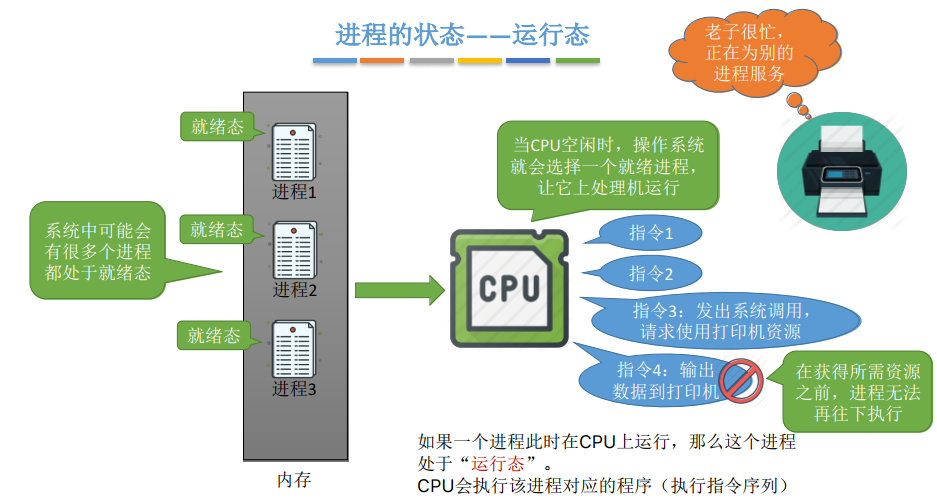 进程的状态——运行态
老子很忙，
正在为别的
进程服务
就绪态
进程1
就绪态
进程2
就绪态
进程3
系统中可能会
有很多个进程
都处于就绪态
内存
当CPU空闲时，操作系统
就会选择一个就绪进程，
让它上处理机运行
CPU
指令1
指令2
指令3：发出系统调用，
请求使用打印机资源
指令4：输出
数据到打印机
在获得所需资源
之前，进程无法
再往下执行
如果一个进程此时在CPU上运行，那么这个进程
处于“运行态”。
CPU会执行该进程对应的程序（执行指令序列）